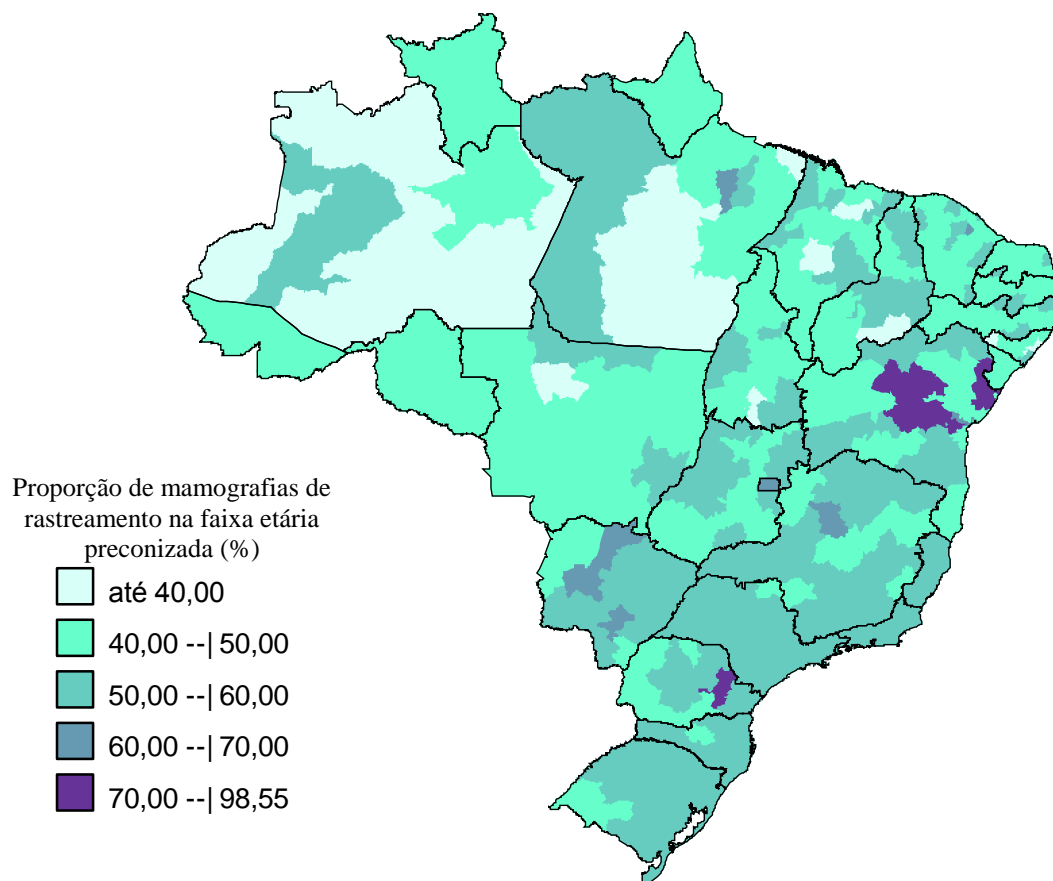 Proporção de mamografias de
rastreamento na faixa etária
preconizada (%)
até 40,00
40,00 --| 50,00
50,00 --| 60,00
60,00 --| 70,00
70,00 --| 98,55